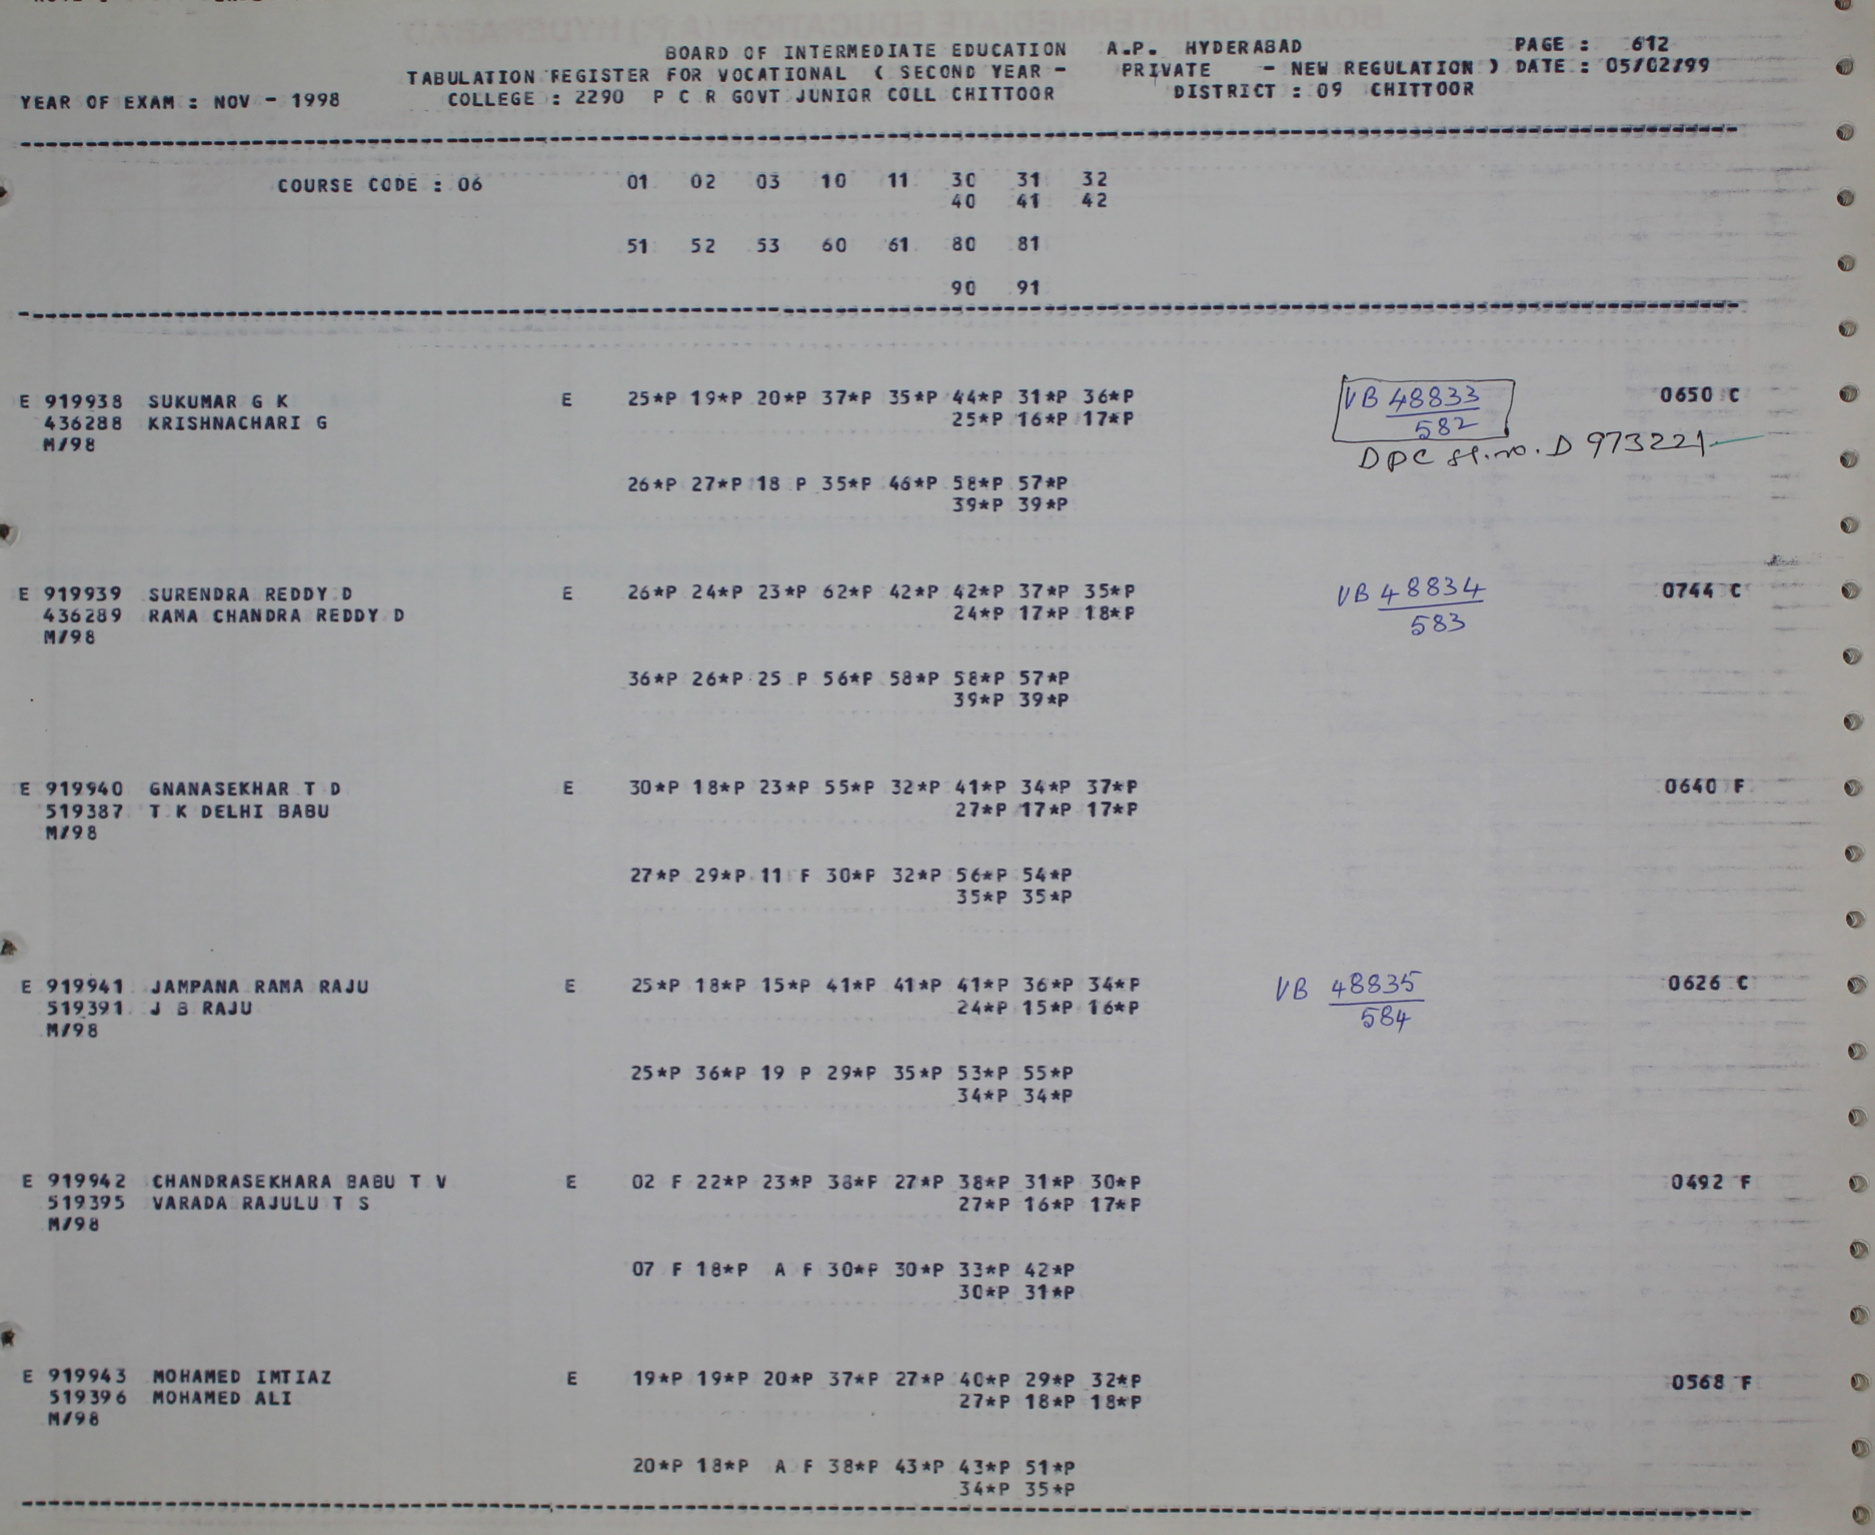 BOARD OF INTERMEDIATE EDUCATION A.P. HYDERABAD PAGE : 612
TABULATION REGISTER FOR VOCATIONAL ( SECOND YEAR - PRIVATE - NEW REGULATION ) DATE : 05/02/99
YEAR OF EXAM : NOV - 1998 COLLEGE : 2290 P C R GOVT JUNIOR COLL CHITTOOR DISTRICT : 09 CHITTOOR
COURSE CODE : 06 01 02 03 10 11 30 31 32
40 41 42
51 52 53 60 61 80 81
90 91
E 919938 SUKUMAR G K E 25*P 19*P 20*P 37*P 35*P 44*P 31*P 36*P VB 48833 0650 C
436288 KRISHNACHARI G 25*P 16*P 17*P 582
M/98 DPC Sl.no. D 973221
26*P 27*P 18 P 35*P 46*P 58*P 57*P
39*P 39*P
E 919939 SURENDRA REDDY D E 26*P 24*P 23*P 62*P 42*P 42*P 37*P 35*P VB 48834 0744 C
436289 RAMA CHANDRA REDDY D 24*P 17*P 18*P 583
M/98
36*P 26*P 25 P 56*P 58*P 58*P 57*P
39*P 39*P
E 919940 GNANASEKHAR T D E 30*P 18*P 23*P 55*P 32*P 41*P 34*P 37*P 0640 F
519387 T K DELHI BABU 27*P 17*P 17*P
M/98
27*P 29*P 11 F 30*P 32*P 56*P 54*P
35*P 35*P
E 919941 JAMPANA RAMA RAJU E 25*P 18*P 15*P 41*P 41*P 41*P 36*P 34*P VB 48835 0626 C
519391 J S RAJU 24*P 15*P 16*P 584
M/98
25*P 36*P 19 P 29*P 35*P 53*P 55*P
34*P 34*P
E 919942 CHANDRASEKHARA BABU T V E 02 F 22*P 23*P 38*P 27*P 38*P 31*P 30*P 0492 F
519395 VARADA RAJULU T S 27*P 16*P 17*P
M/98
07 F 18*P A F 30*P 30*P 33*P 42*P
30*P 31*P
E 919943 MOHAMED IMTIAZ E 19*P 19*P 20*P 37*P 27*P 40*P 29*P 32*P 0568 F
519396 MOHAMED ALI 27*P 18*P 18*P
M/98
20*P 18*P A F 38*P 43*P 43*P 51*P
34*P 35*P